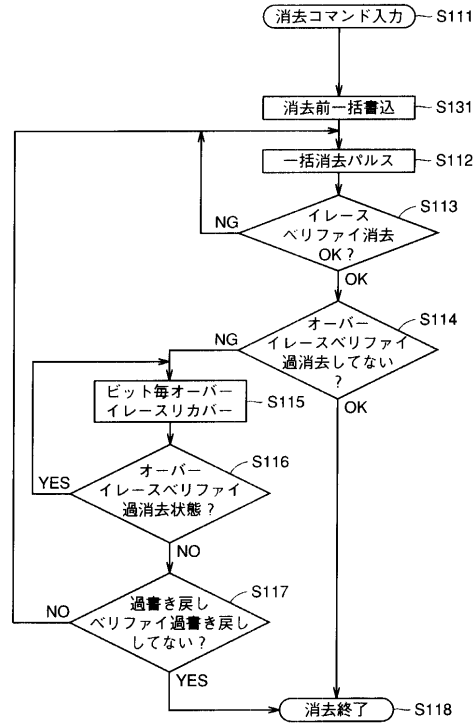 消去コマンド入力
S111
消去前一括書込
S131
一括消去パルス
S112
S113
イレース
ベリファイ消去
OK？
NG
OK
S114
オーバー
イレースベリファイ
過消去してない
？
NG
OK
ビット毎オーバー
イレースリカバー
S115
S116
オーバー
イレースベリファイ
過消去状態？
YES
NO
S117
過書き戻し
ベリファイ過書き戻し
してない？
NO
YES
消去終了
S118